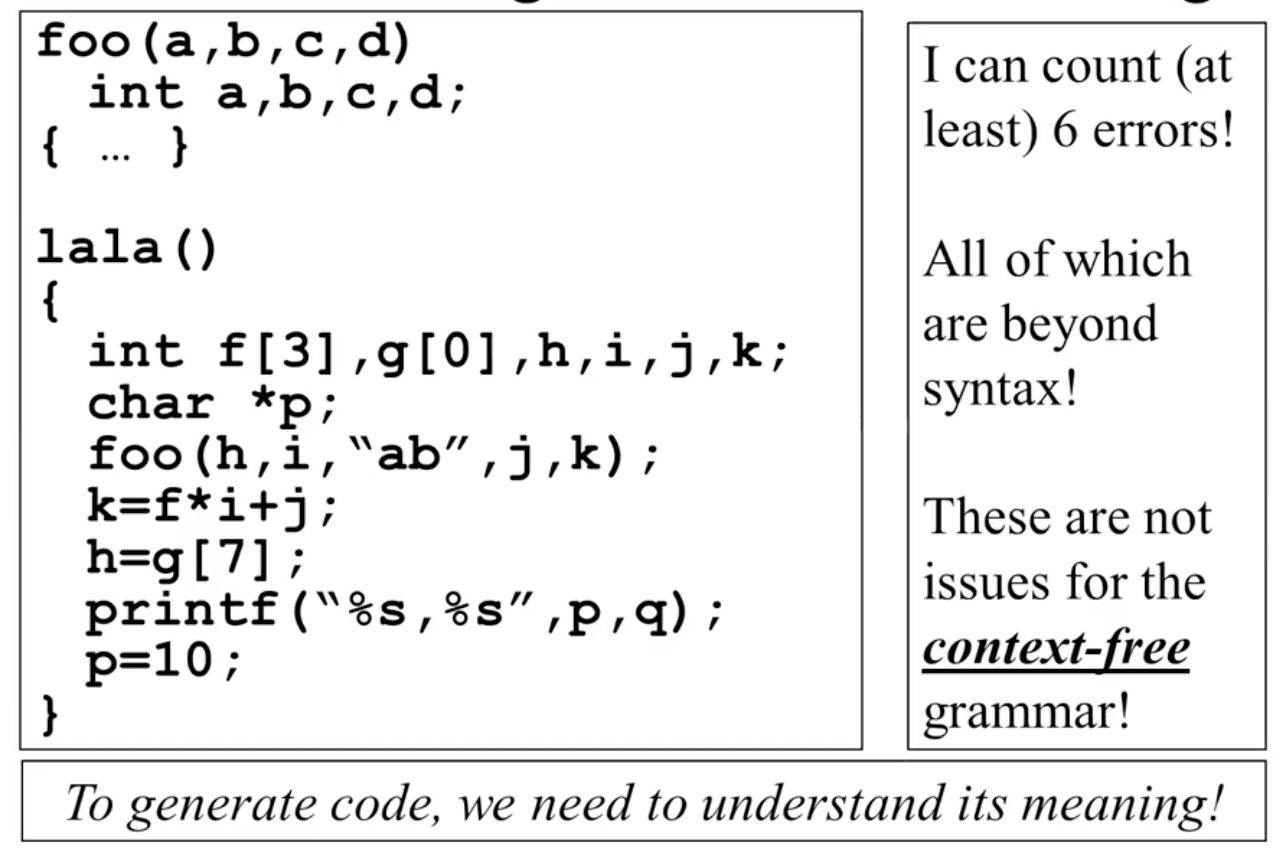 foo(a,b,c,d)
  int a,b,c,d;
{ … }

lala()
{
  int f[3],g[0],h,i,j,k;
  char *p;
  foo(h,i,“ab”,j,k);
  k=f*i+j;
  h=g[7];
  printf(“%s,%s”,p,q);
  p=10;
}
I can count (at
least) 6 errors!
All of which
are beyond
syntax!
These are not
issues for the
context-free
grammar!
To generate code, we need to understand its meaning!